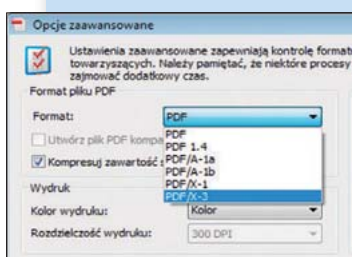 Opcje zaawansowane
Ustawienia zaawansowane zapewniają kontrolę format
towarzyszących. Należy pamiętać, że niektóre procesy
zajmować dodatkowy czas.
Format pliku PDF
Format: PDF
PDF
PDF 1.4
Utwórz plik PDF kompa
PDF/A-1a
PDF/A-1b
Kompresuj zawartość s
PDF/X-1
PDF/X-3
Wydruk
Kolor wydruku: Kolor
Rozdzielczość wydruku: 300 DPI